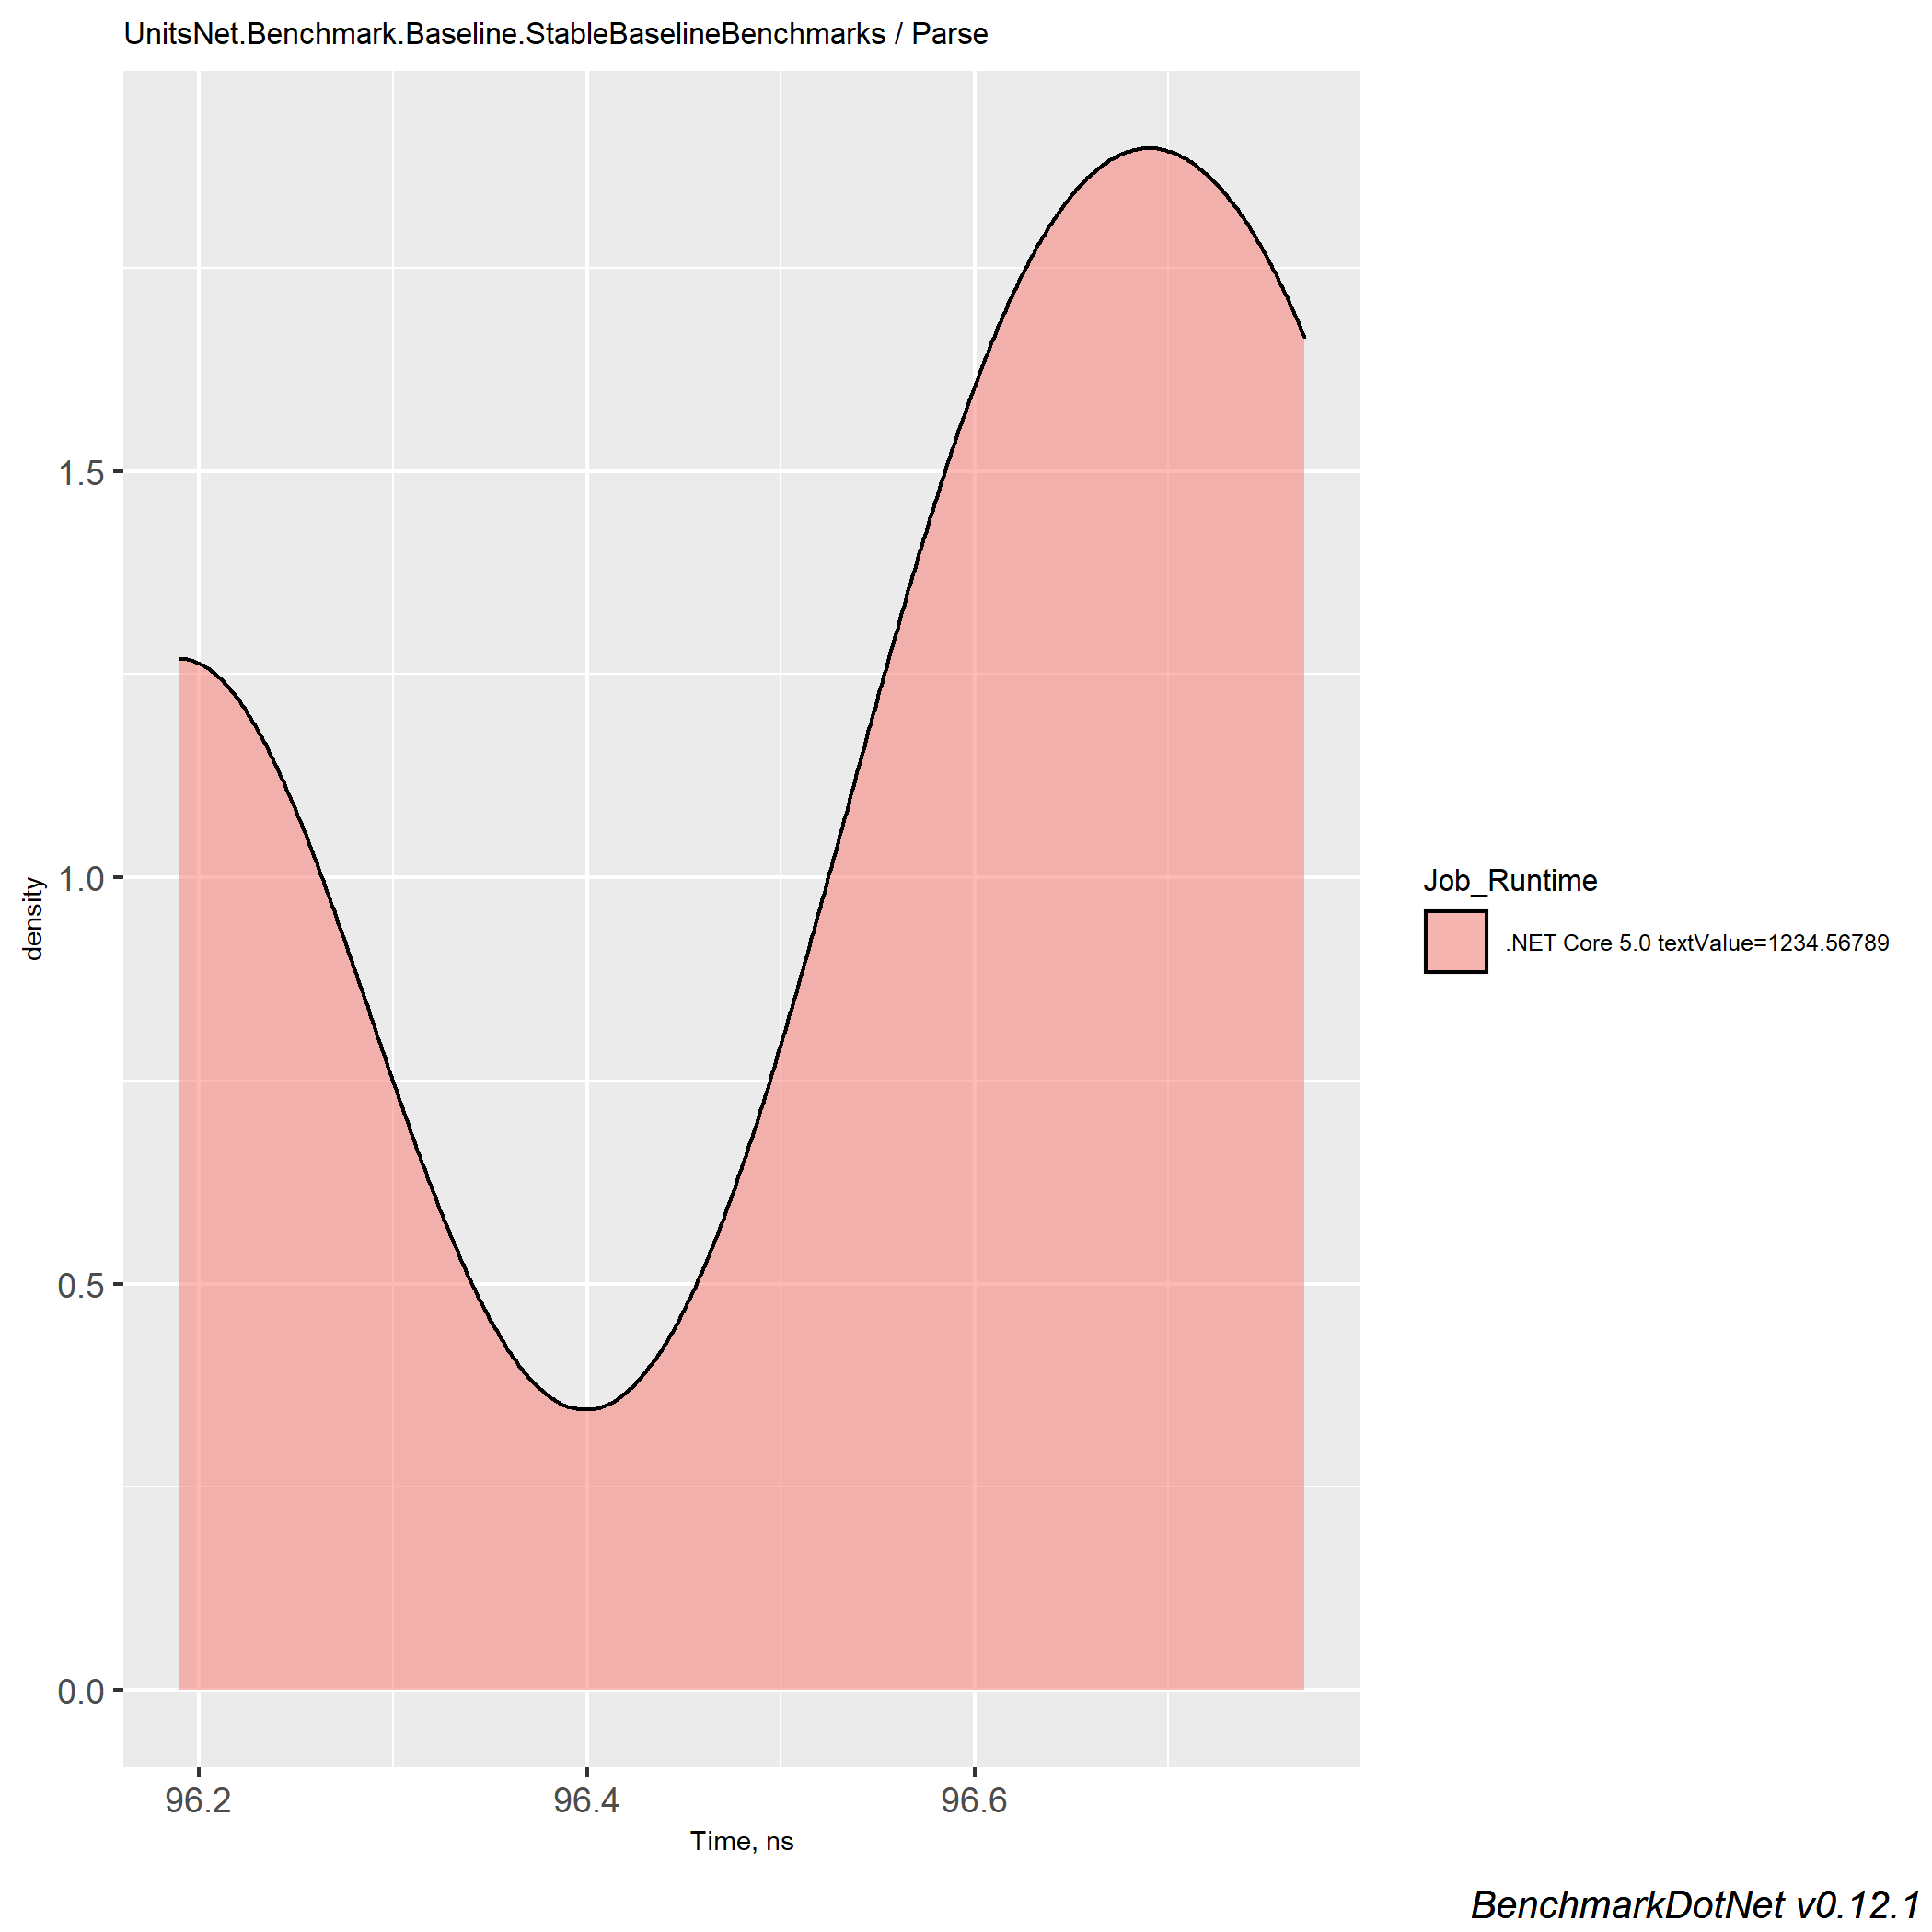 UnitsNet.Benchmark.Baseline.StableBaselineBenchmarks / Parse
density
1.5
1.0
0.5
0.0
96.2 96.4 96.6
Time, ns
Job_Runtime
.NET Core 5.0 textValue=1234.56789
BenchmarkDotNet v0.12.1